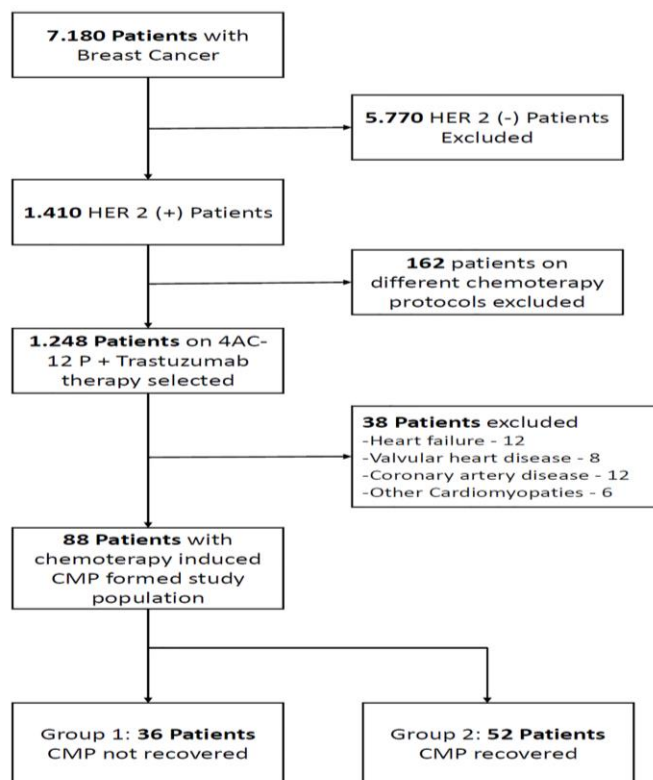 7.180 Patients with
Breast Cancer
5.770 HER 2 (-) Patients
Excluded
1.410 HER 2 (+) Patients
162 patients on
different chemoterapy
protocols excluded
1.248 Patients on 4AC-
12 P + Trastuzumab
therapy selected
38 Patients excluded
-Heart failure - 12
-Valvular heart disease - 8
-Coronary artery disease - 12
-Other Cardiomyopaties - 6
88 Patients with
chemoterapy induced
CMP formed study
population
Group 1: 36 Patients
CMP not recovered
Group 2: 52 Patients
CMP recovered